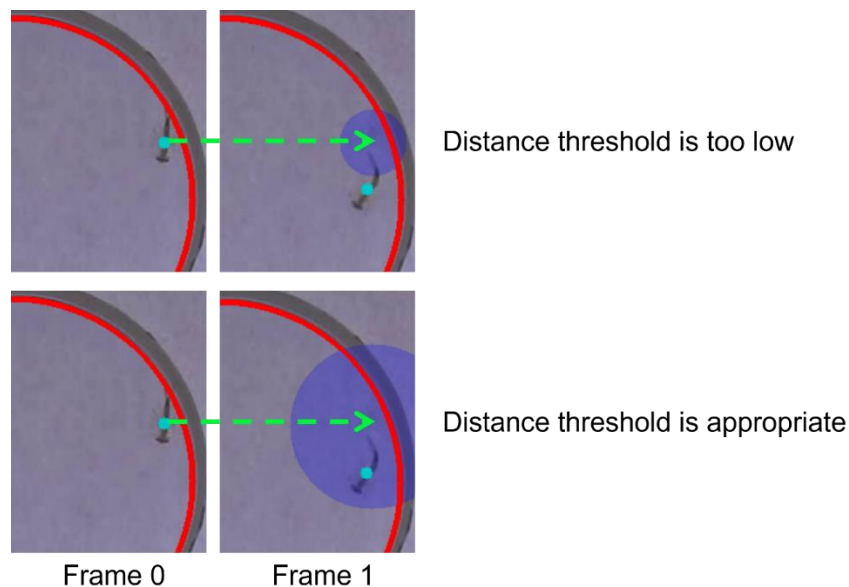 Distance threshold is too low
Distance threshold is appropriate
Frame 0
Frame 1